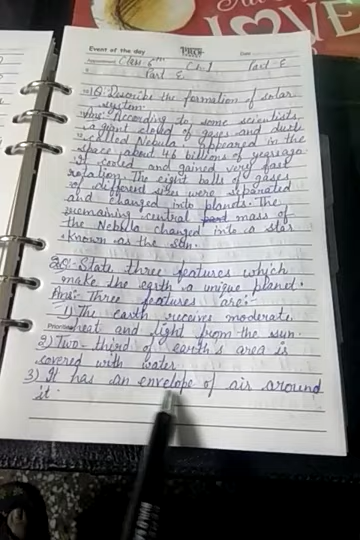 LOVE
Event of the day
Date
Class-6th Ch-1 Part-E
Part E
1Q:-Describe the formation of solar
system.
Ans:- According to some scientists,
a giant cloud of gases and dust
called Nebula appeared in the
space about 4.6 billions of years ago.
It cooled and gained very fast
rotation. The eight balls of gases
of different sizes were separated
and changed into planets. The
remaining central mass of
the Nebula changed into a star
known as the sun.
2Q:- State three features which
make the earth a unique planet.
Ans:- Three features are:-
1) The earth receive moderate
heat and light from the sun.
Priorities
2) Two-third of earth's area is
covered with water
3) It has an envelope of air around
it.